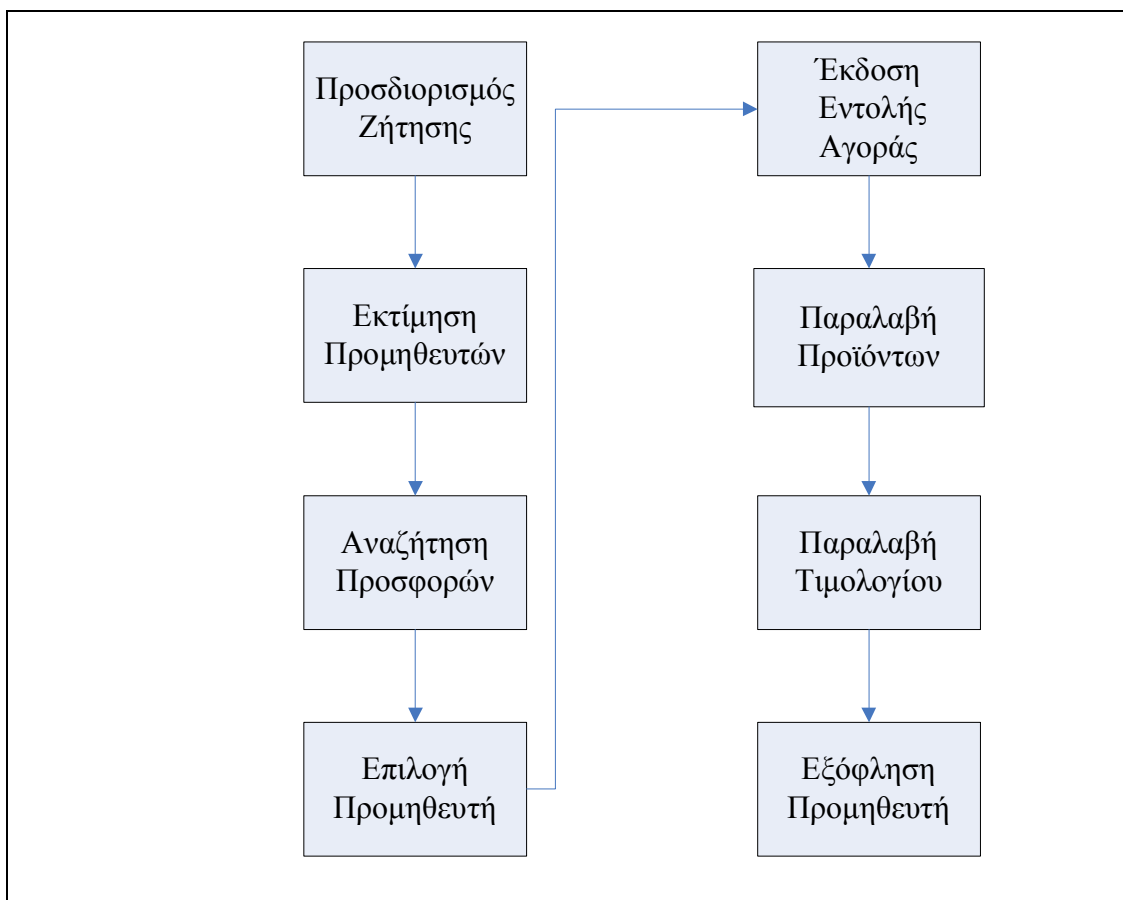 Προσδιορισμός
Ζήτησης
Εκτίμηση
Προμηθευτών
Αναζήτηση
Προσφορών
Επιλογή
Προμηθευτή
Έκδοση
Εντολής
Αγοράς
Παραλαβή
Προϊόντων
Παραλαβή
Τιμολογίου
Εξόφληση
Προμηθευτή